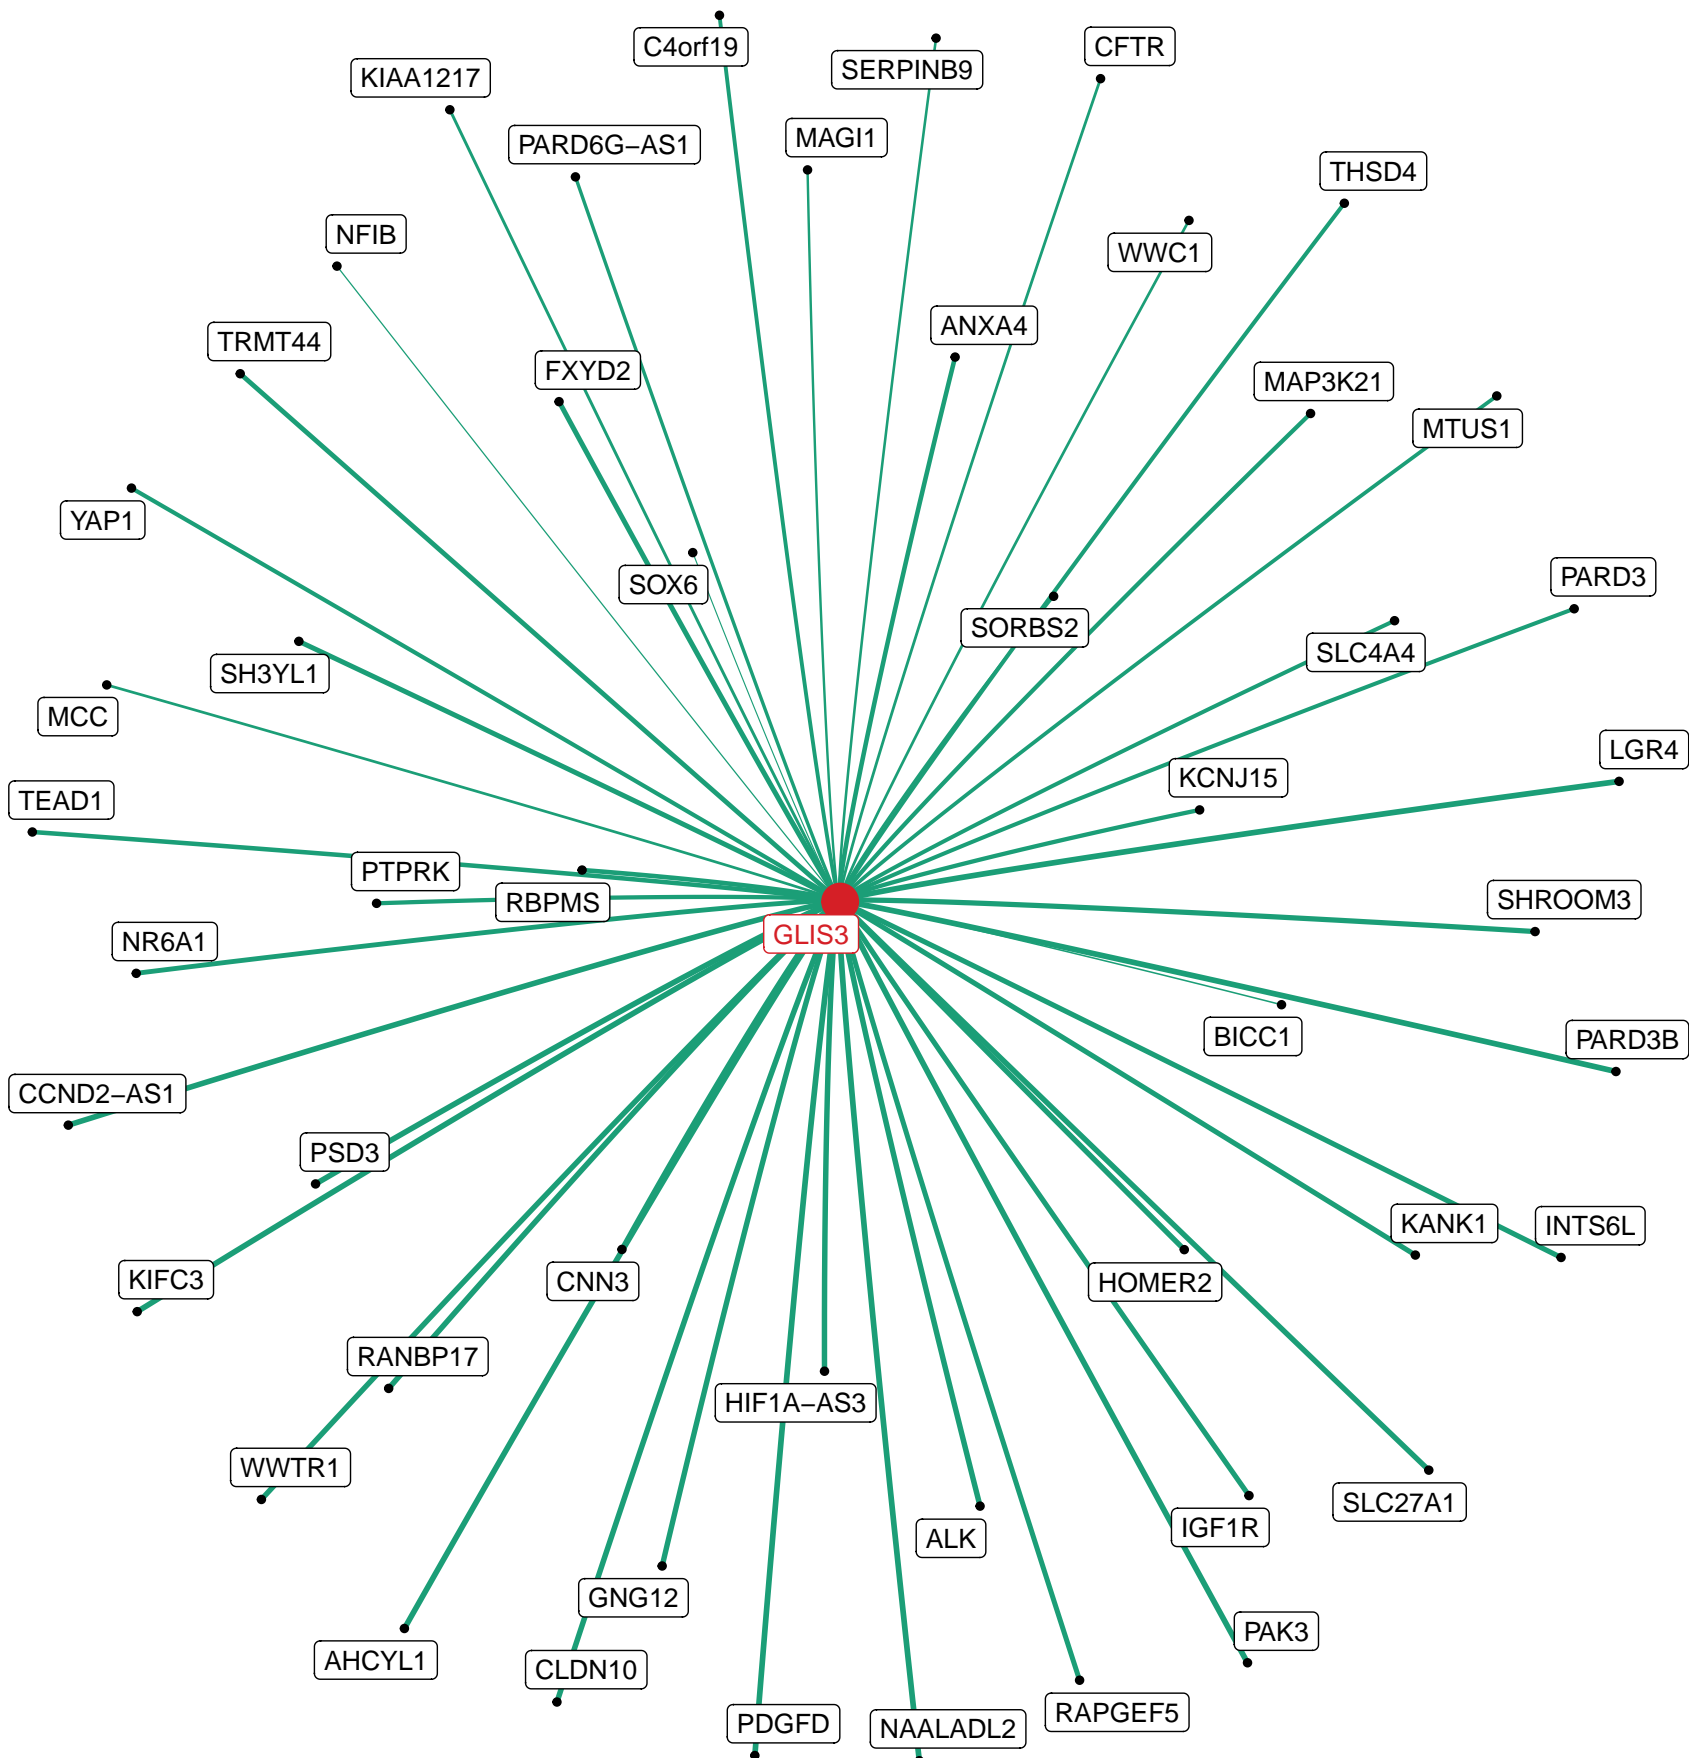 C4orf19
CFTR
SERPINB9
KIAA1217
MAGI1
PARD6G−AS1
THSD4
NFIB
WWC1
ANXA4
TRMT44
FXYD2
MAP3K21
MTUS1
YAP1
PARD3
SOX6
SORBS2
SLC4A4
SH3YL1
MCC
LGR4
KCNJ15
TEAD1
PTPRK
RBPMS
SHROOM3
GLIS3
NR6A1
BICC1
PARD3B
CCND2−AS1
PSD3
KANK1
INTS6L
KIFC3
CNN3
HOMER2
RANBP17
HIF1A−AS3
WWTR1
SLC27A1
IGF1R
ALK
GNG12
PAK3
AHCYL1
CLDN10
RAPGEF5
PDGFD
NAALADL2